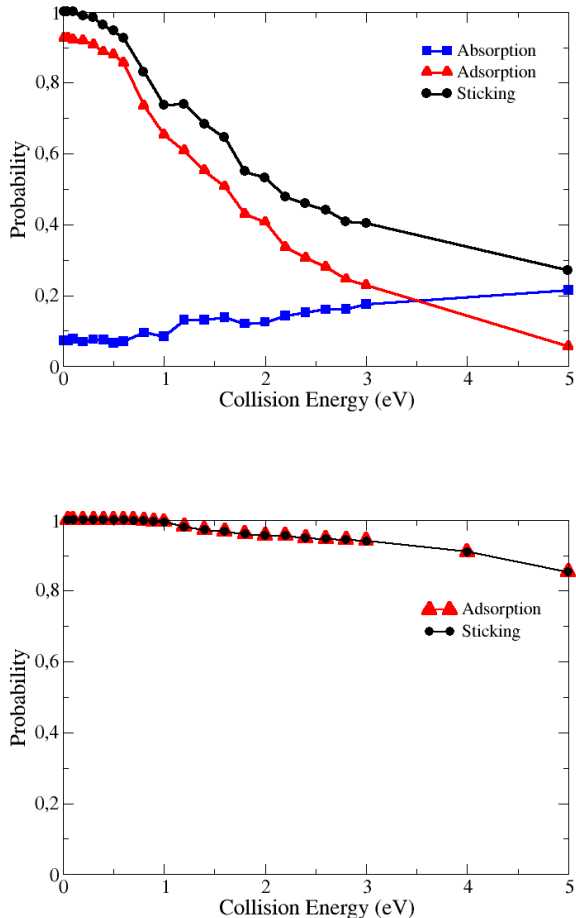 1
0,8
0,6
0,4
0,2
0
Probability
Absorption
Adsorption
Sticking
0 1 2 3 4 5
Collision Energy (eV)
1
0,8
0,6
0,4
0,2
0
Probability
Adsorption
Sticking
0 1 2 3 4 5
Collision Energy (eV)